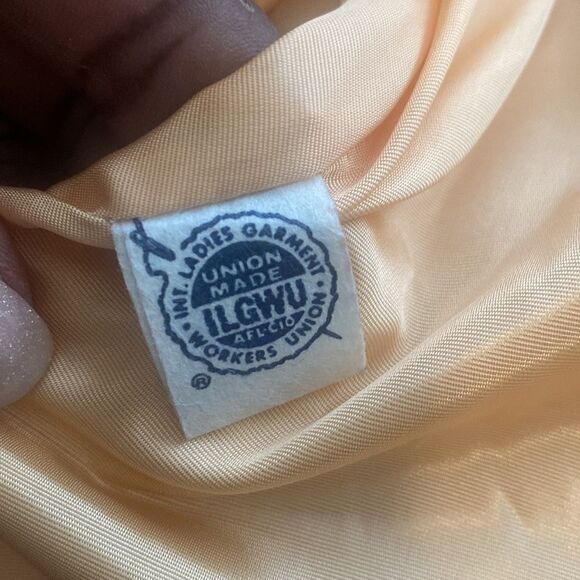 INT. LADIES GARMENT
UNION
MADE
ILGWU
AFL-CIO
· WORKERS UNION ·
®